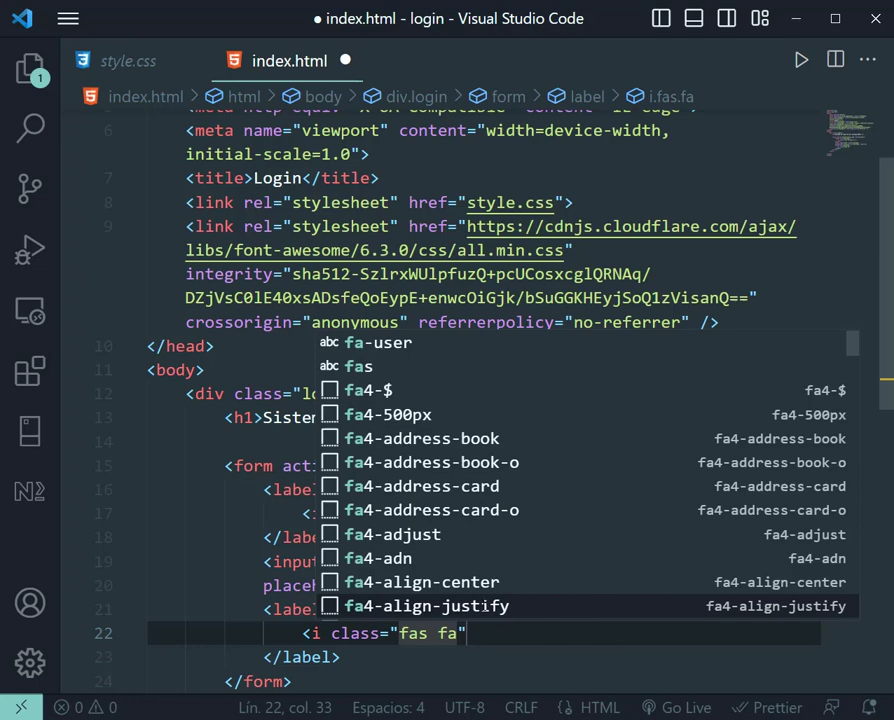 ● index.html - login - Visual Studio Code
style.css
index.html
index.html > html > body > div.login > form > label > i.fas.fa
1
6 <meta name="viewport" content="width=device-width,
initial-scale=1.0">
7 <title>Login</title>
8 <link rel="stylesheet" href="style.css">
9 <link rel="stylesheet" href="https://cdnjs.cloudflare.com/ajax/
libs/font-awesome/6.3.0/css/all.min.css"
integrity="sha512-SzlrxWUlpfuzQ+pcUCosxcglQRNAq/
DZjVsC0lE40xsADsfeQoEypE+enwcOiGjk/bSuGGKHEyjSoQ1zVisanQ=="
crossorigin="anonymous" referrerpolicy="no-referrer" />
10 </head>
11 <body>
12 <div class="lo
13 <h1>Sistem
14
15 <form acti
16 <label
17 <i
18 </labe
19 <input
20 placeh
21 <label
22 <i class="fas fa"
23 </label>
24 </form>
abc fa-user
abc fas
fa4-$ fa4-$
fa4-500px fa4-500px
fa4-address-book fa4-address-book
fa4-address-book-o fa4-address-book-o
fa4-address-card fa4-address-card
fa4-address-card-o fa4-address-card-o
fa4-adjust fa4-adjust
fa4-adn fa4-adn
fa4-align-center fa4-align-center
fa4-align-justify fa4-align-justify
0 0 Lín. 22, col. 33 Espacios: 4 UTF-8 CRLF HTML Go Live Prettier